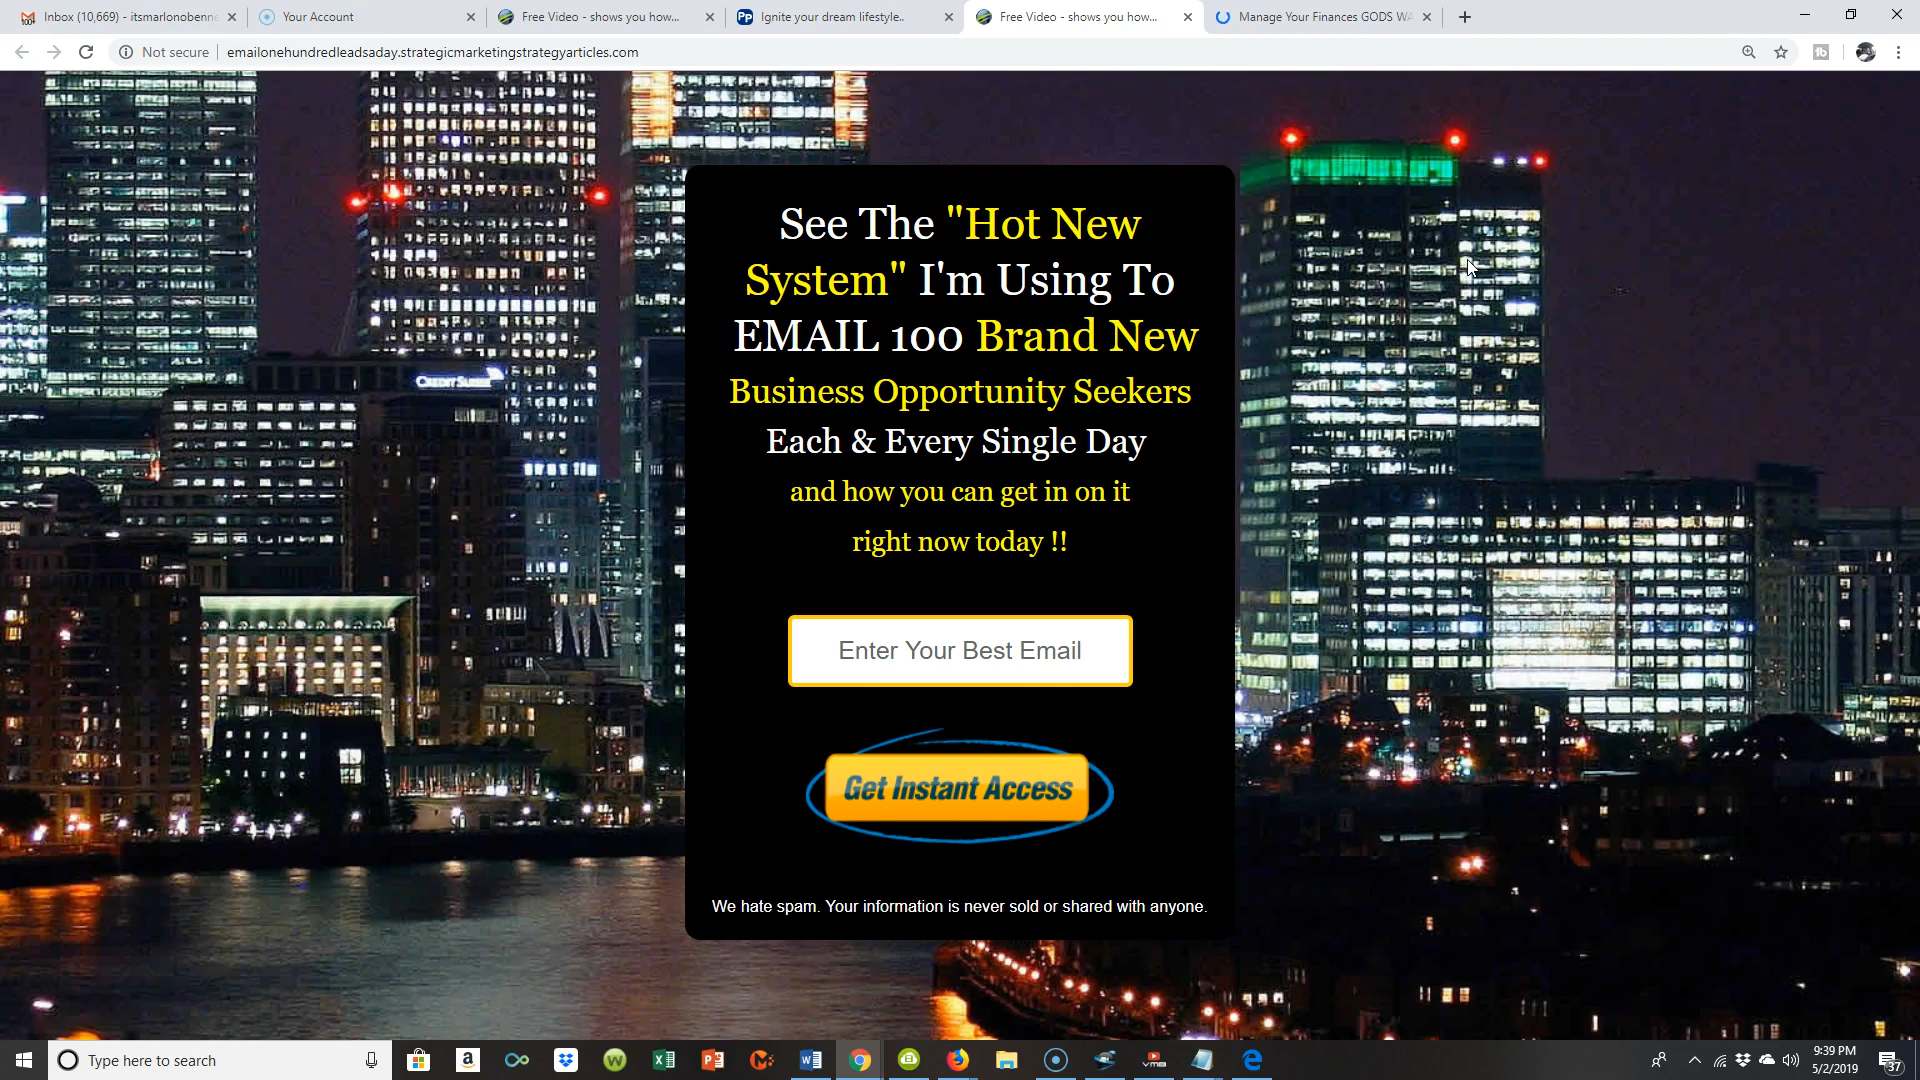 Inbox (10,669) - itsmarlonbenne
Your Account
Free Video - shows you how...
Ignite your dream lifestyle..
Free Video - shows you how...
Manage Your Finances GODS WA
Not secure
emailonehundredleadsaday.strategicmarketingstrategyarticles.com
CREDIT SUISSE
See The "Hot New
System" I'm Using To
EMAIL 100 Brand New
Business Opportunity Seekers
Each & Every Single Day
and how you can get in on it
right now today !!
Enter Your Best Email
Get Instant Access
We hate spam. Your information is never sold or shared with anyone.
Type here to search
9:39 PM
5/2/2019
37